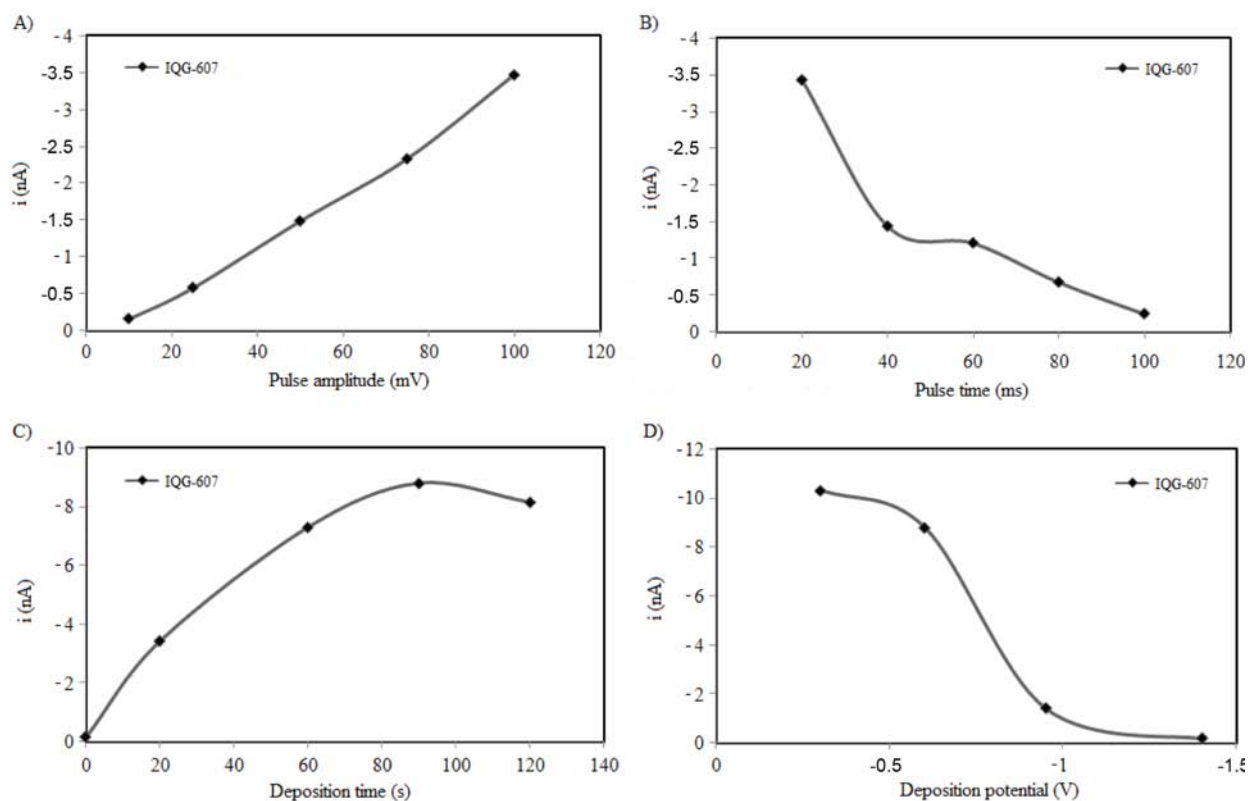 A)
-4
-3.5
-3
-2.5
-2
-1.5
-1
-0.5
0
i (nA)
IQG-607
0 20 40 60 80 100 120
Pulse amplitude (mV)
B)
-4
-3.5
-3
-2.5
-2
-1.5
-1
-0.5
0
i (nA)
IQG-607
0 20 40 60 80 100 120
Pulse time (ms)
C)
-10
-8
-6
-4
-2
0
i (nA)
IQG-607
0 20 40 60 80 100 120 140
Deposition time (s)
D)
-12
-10
-8
-6
-4
-2
0
i (nA)
IQG-607
0 -0.5 -1 -1.5
Deposition potential (V)